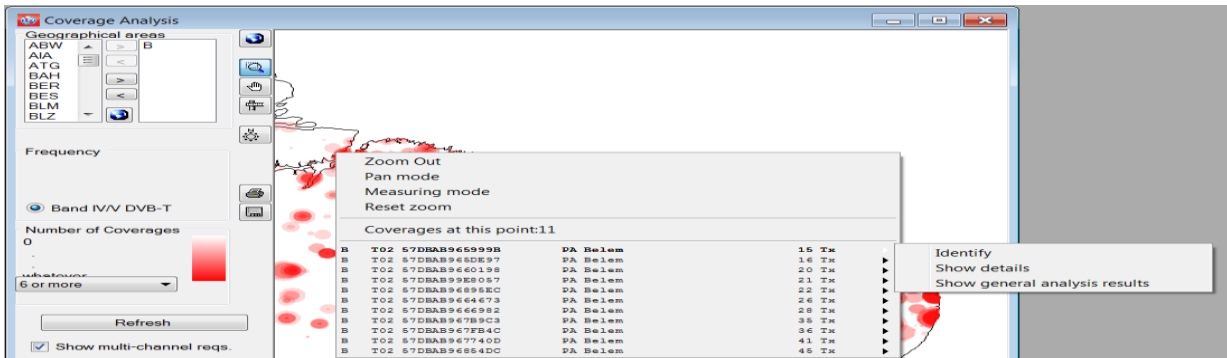 Coverage Analysis
Geographical areas
ABW
AIA
ATG
BAH
BER
BES
BLM
BLZ
>
<
>
<
B
Frequency
Band IV/V DVB-T
Number of Coverages
0
.
.
whatever
6 or more
Refresh
Show multi-channel reqs.
Zoom Out
Pan mode
Measuring mode
Reset zoom
Coverages at this point:11
B T02 57DBAB965999B PA Belem 15 Tx
B T02 57DBAB965DE97 PA Belem 16 Tx
B T02 57DBAB9660198 PA Belem 20 Tx
B T02 57DBAB99E8057 PA Belem 21 Tx
B T02 57DBAB96895EC PA Belem 22 Tx
B T02 57DBAB9664673 PA Belem 26 Tx
B T02 57DBAB9666982 PA Belem 28 Tx
B T02 57DBAB967B9C3 PA Belem 35 Tx
B T02 57DBAB967FB4C PA Belem 36 Tx
B T02 57DBAB967740D PA Belem 41 Tx
B T02 57DBAB96854DC PA Belem 45 Tx
Identify
Show details
Show general analysis results